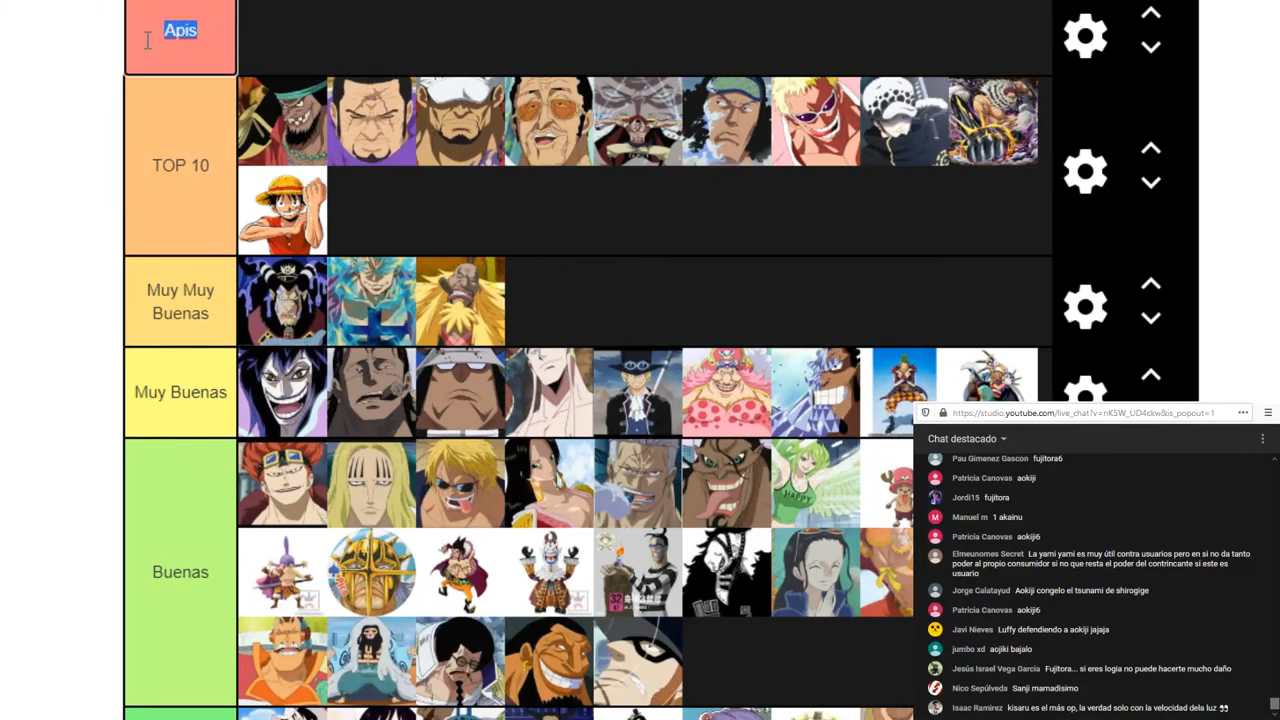 Apis
TOP 10
Muy Muy
Buenas
Muy Buenas
Buenas
HAPPY
https://studio.youtube.com/live_chat?v=nK5W_UD4ckw&is_popout=1
Chat destacado
Pau Gimenez Gascon fujitora6
Patricia Canovas aokiji
Jordi15 fujitora
M Manuel m 1 akainu
Patricia Canovas aokiji6
Elmeunomes Secret La yami yami es muy útil contra usuarios pero en si no da tanto
poder al propio consumidor si no que resta el poder del contrincante si este es
usuario
Jorge Calatayud Aokiji congelo el tsunami de shirogige
Patricia Canovas aokiji6
Javi Nieves Luffy defendiendo a aokiji jajaja
jumbo xd aojiki bajalo
Jesús Israel Vega Garcia Fujitora... si eres logia no puede hacerte mucho daño
Nico Sepúlveda Sanji mamadisimo
Isaac Ramirez kisaru es el más op, la verdad solo con la velocidad dela luz